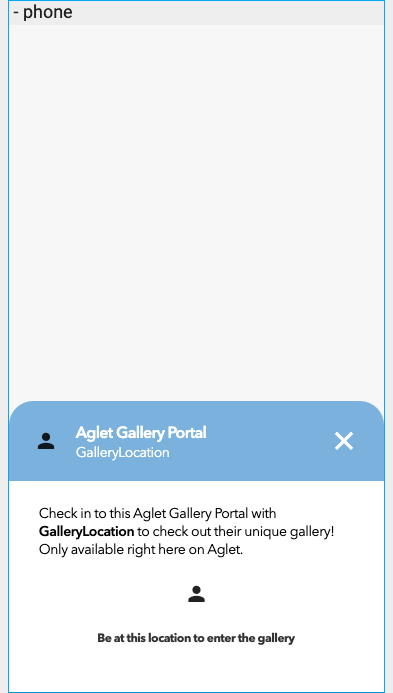 - phone
Aglet Gallery Portal
GalleryLocation
Check in to this Aglet Gallery Portal with
GalleryLocation to check out their unique gallery!
Only available right here on Aglet.
Be at this location to enter the gallery